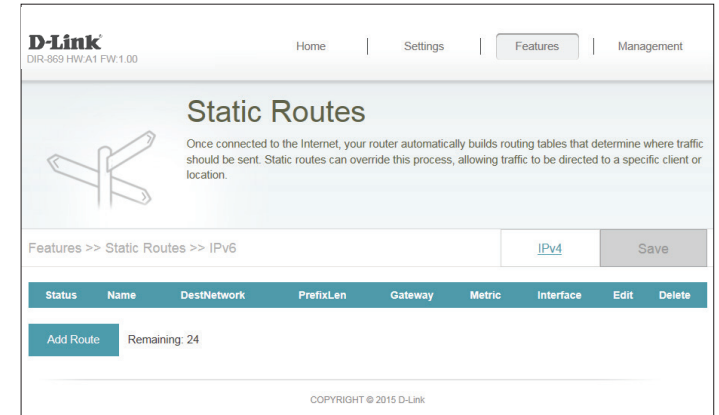 D-Link
DIR-869 HW:A1 FW:1.00
Home Settings Features Management
Static Routes
Once connected to the Internet, your router automatically builds routing tables that determine where traffic
should be sent. Static routes can override this process, allowing traffic to be directed to a specific client or
location.
Features >> Static Routes >> IPv6 IPv4 Save
Status Name DestNetwork PrefixLen Gateway Metric Interface Edit Delete
Add Route Remaining: 24
COPYRIGHT © 2015 D-Link